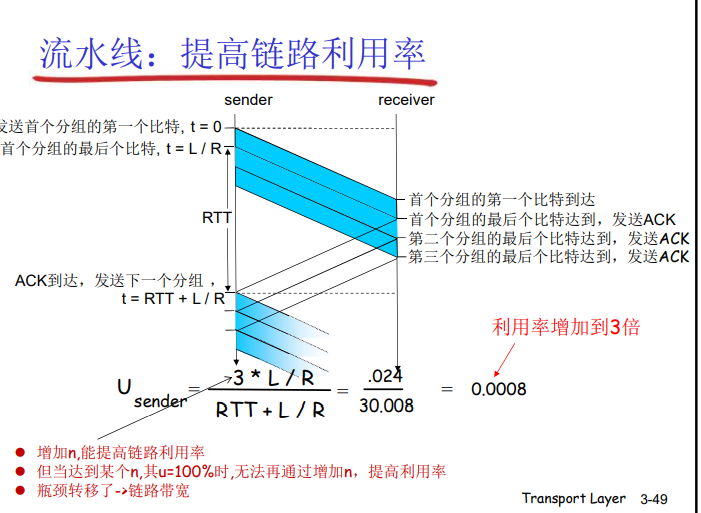 流水线：提高链路利用率
sender
receiver
发送首个分组的第一个比特, t = 0
首个分组的最后个比特, t = L / R
RTT
首个分组的第一个比特到达
首个分组的最后个比特达到，发送ACK
第二个分组的最后个比特达到，发送ACK
第三个分组的最后个比特达到，发送ACK
ACK到达，发送下一个分组，
t = RTT + L / R
利用率增加到3倍
U sender = 3 * L / R
RTT + L / R
= .024
30.008
= 0.0008
增加n,能提高链路利用率
但当达到某个n,其u=100%时,无法再通过增加n，提高利用率
瓶颈转移了->链路带宽
Transport Layer 3-49